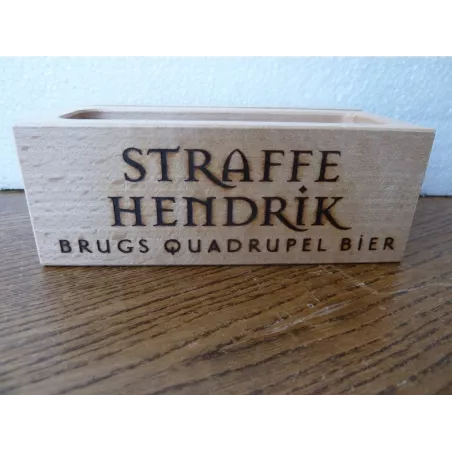 STRAFFE
HENDRIK
BRUGS QUADRUPEL BIER